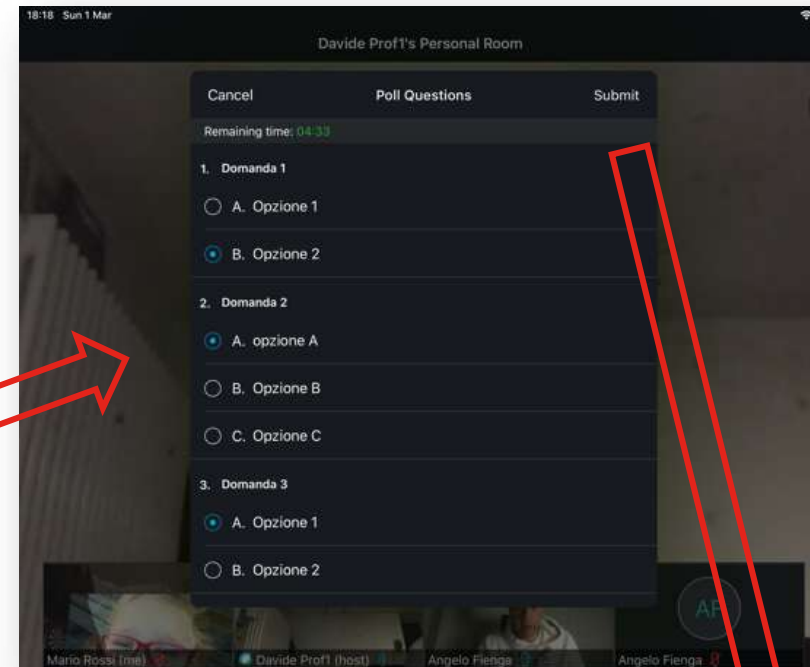 18:18 Sun 1 Mar
Davide Prof1's Personal Room
Cancel Poll Questions Submit
Remaining time: 04:33
1. Domanda 1
A. Opzione 1
B. Opzione 2
2. Domanda 2
A. opzione A
B. Opzione B
C. Opzione C
3. Domanda 3
A. Opzione 1
B. Opzione 2
AF
Mario Rossi (me) Davide Prof1 (host) Angelo Fienga Angelo Fienga